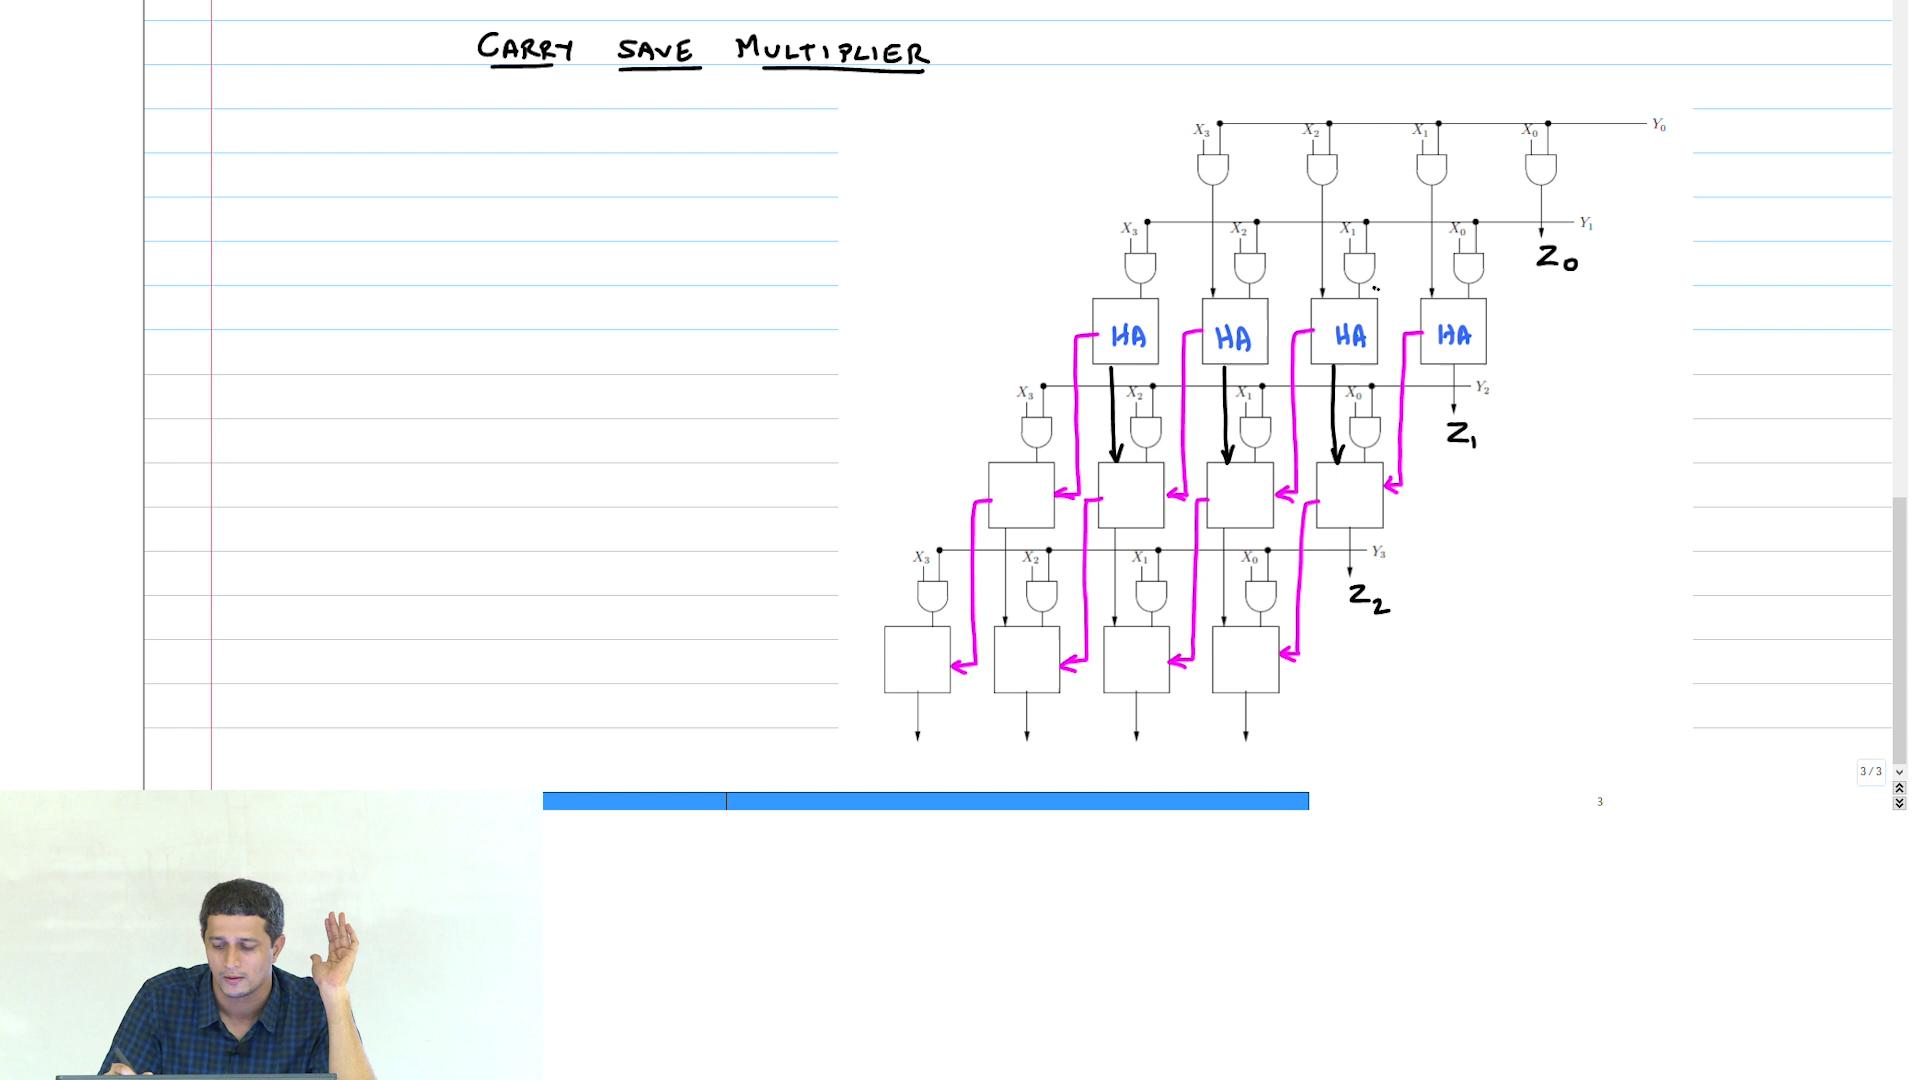 CARRY SAVE MULTIPLIER
X₃ X₂ X₁ X₀ Y₀
X₃ X₂ X₁ X₀ Y₁
Z₀
HA HA HA HA
X₃ X₂ X₁ X₀ Y₂
Z₁
X₃ X₂ X₁ X₀ Y₃
Z₂
3 / 3
3